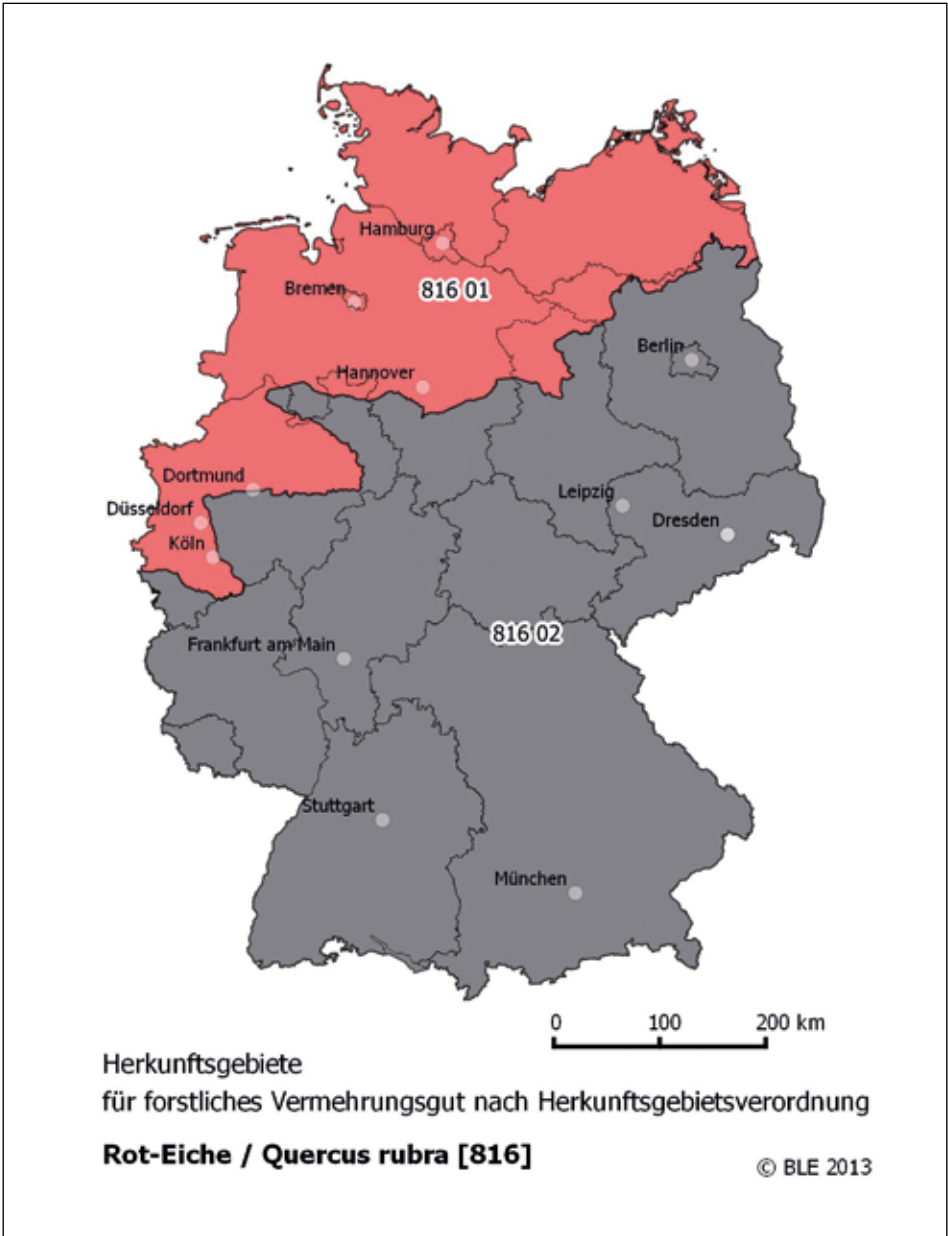 Hamburg
Bremen
816 01
Hannover
Berlin
Dortmund
Düsseldorf
Köln
Leipzig
Dresden
816 02
Frankfurt am Main
Stuttgart
München
0 100 200 km
Herkunftsgebiete
für forstliches Vermehrungsgut nach Herkunftsgebietsverordnung
Rot-Eiche / Quercus rubra [816]
© BLE 2013